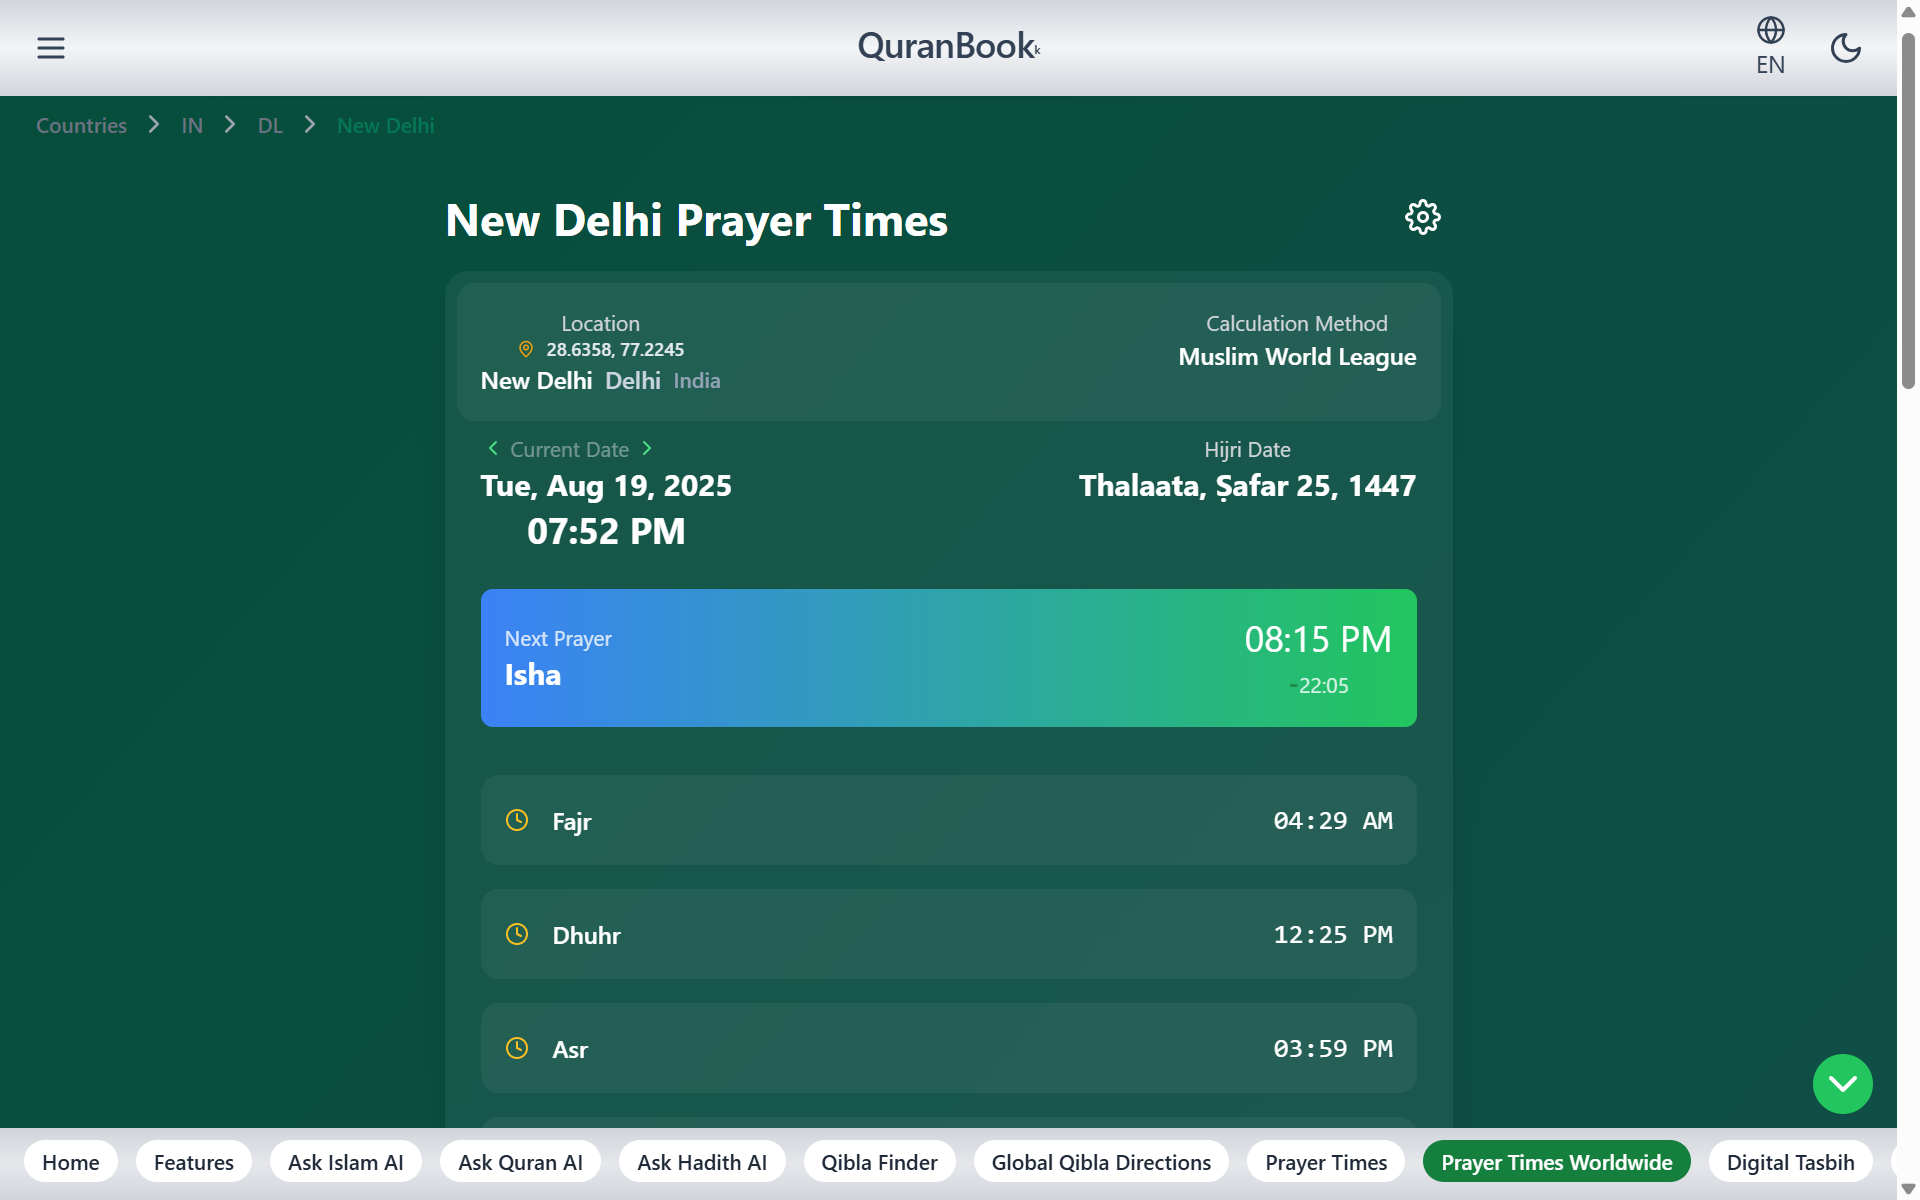 QuranBookk
EN
Countries > IN > DL > New Delhi
New Delhi Prayer Times
Location
28.6358, 77.2245
New Delhi Delhi India
Calculation Method
Muslim World League
Current Date
Tue, Aug 19, 2025
07:52 PM
Hijri Date
Thalaata, Ṣafar 25, 1447
Next Prayer
Isha
08:15 PM
-22:05
Fajr 04:29 AM
Dhuhr 12:25 PM
Asr 03:59 PM
Home Features Ask Islam AI Ask Quran AI Ask Hadith AI Qibla Finder Global Qibla Directions Prayer Times Prayer Times Worldwide Digital Tasbih